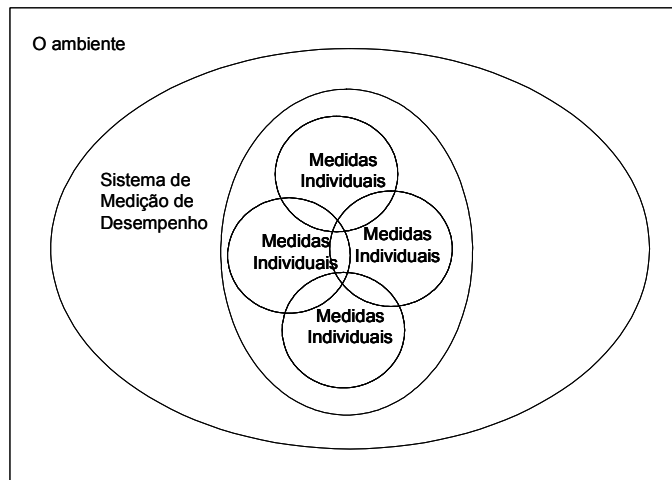 O ambiente
Sistema de
Medição de
Desempenho
Medidas
Individuais
Medidas
Individuais
Medidas
Individuais
Medidas
Individuais